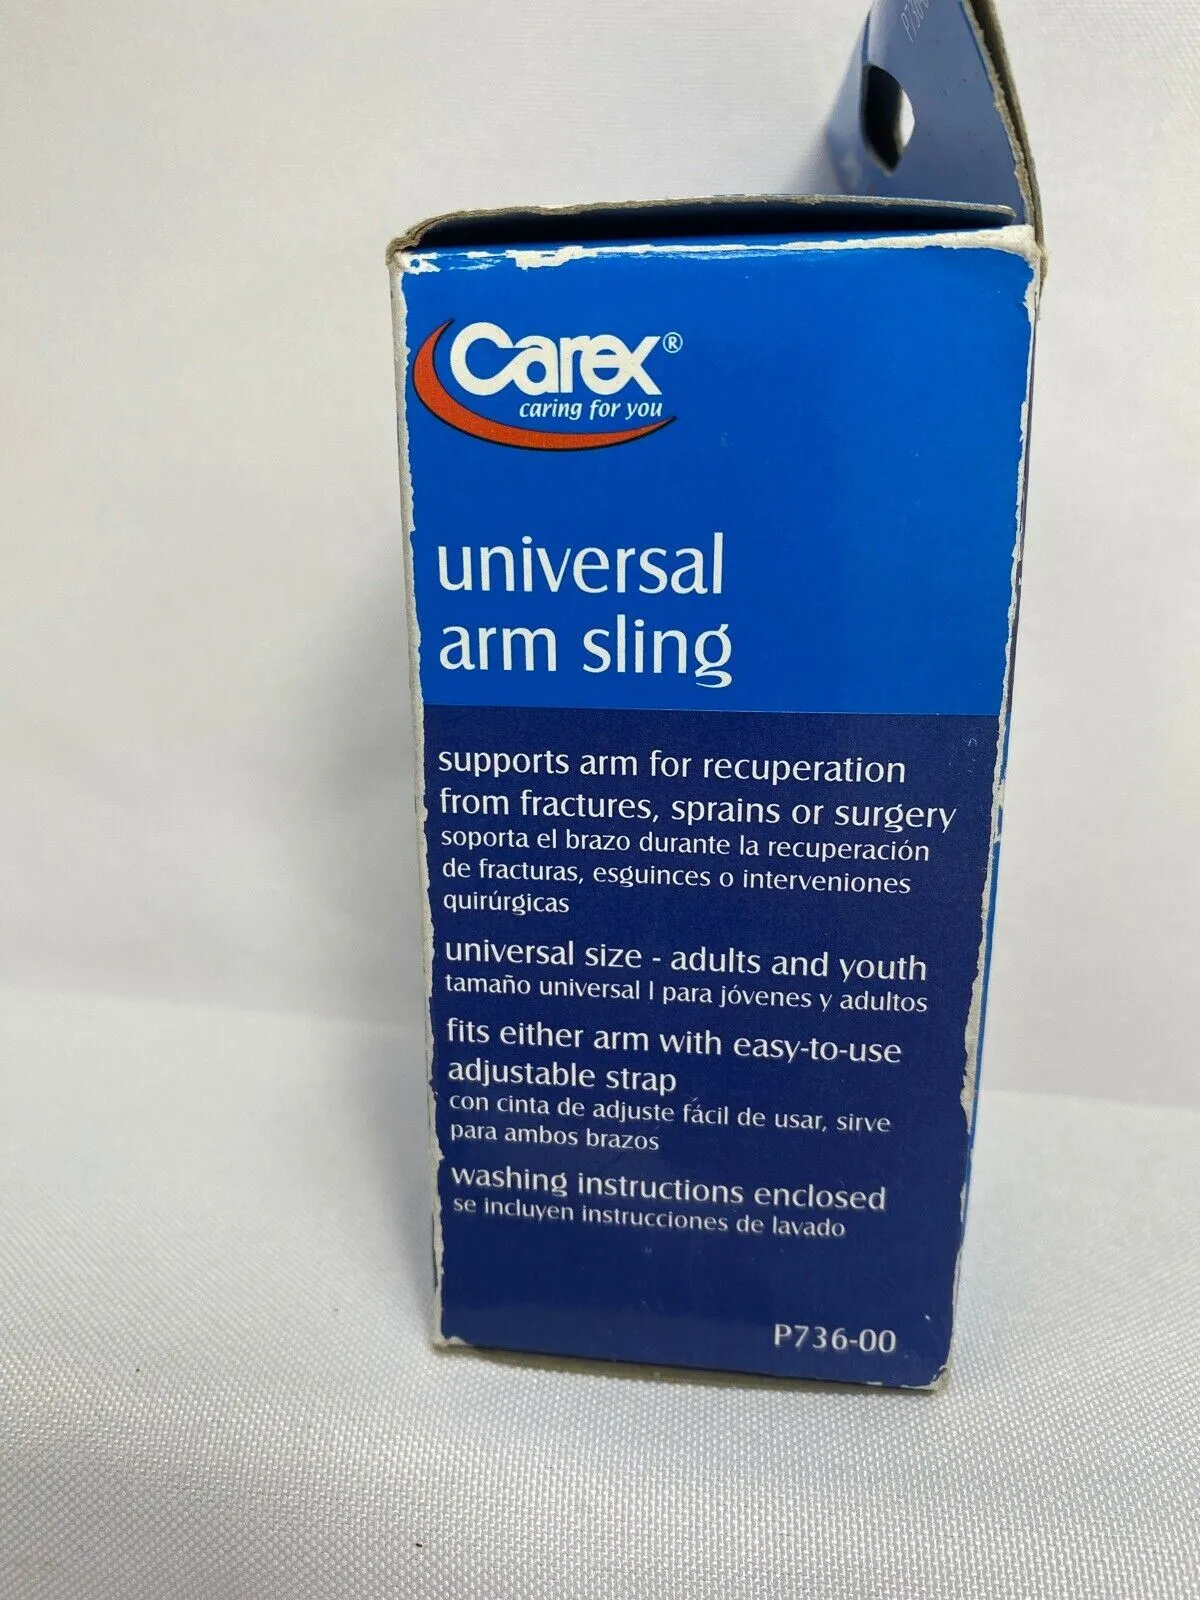 P736-0
Carex®
caring for you
universal
arm sling
supports arm for recuperation
from fractures, sprains or surgery
soporta el brazo durante la recuperación
de fracturas, esguinces o interveniones
quirúrgicas
universal size - adults and youth
tamaño universal | para jóvenes y adultos
fits either arm with easy-to-use
adjustable strap
con cinta de adjuste fácil de usar, sirve
para ambos brazos
washing instructions enclosed
se incluyen instrucciones de lavado
P736-00